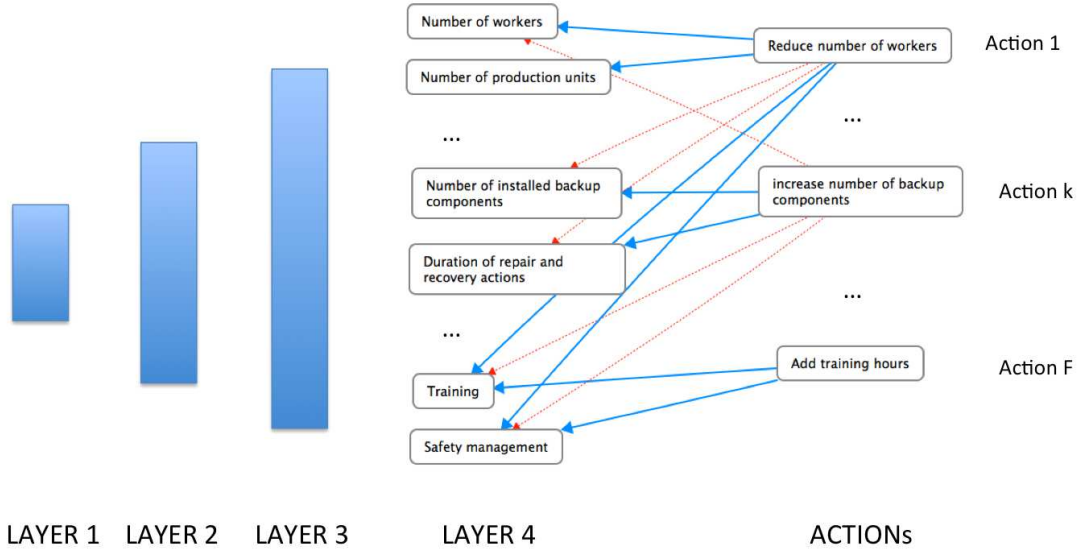 Number of workers
Reduce number of workers
Action 1
Number of production units
...
...
Number of installed backup
components
increase number of backup
components
Action k
Duration of repair and
recovery actions
...
...
Add training hours
Action F
Training
Safety management
LAYER 1
LAYER 2
LAYER 3
LAYER 4
ACTIONs